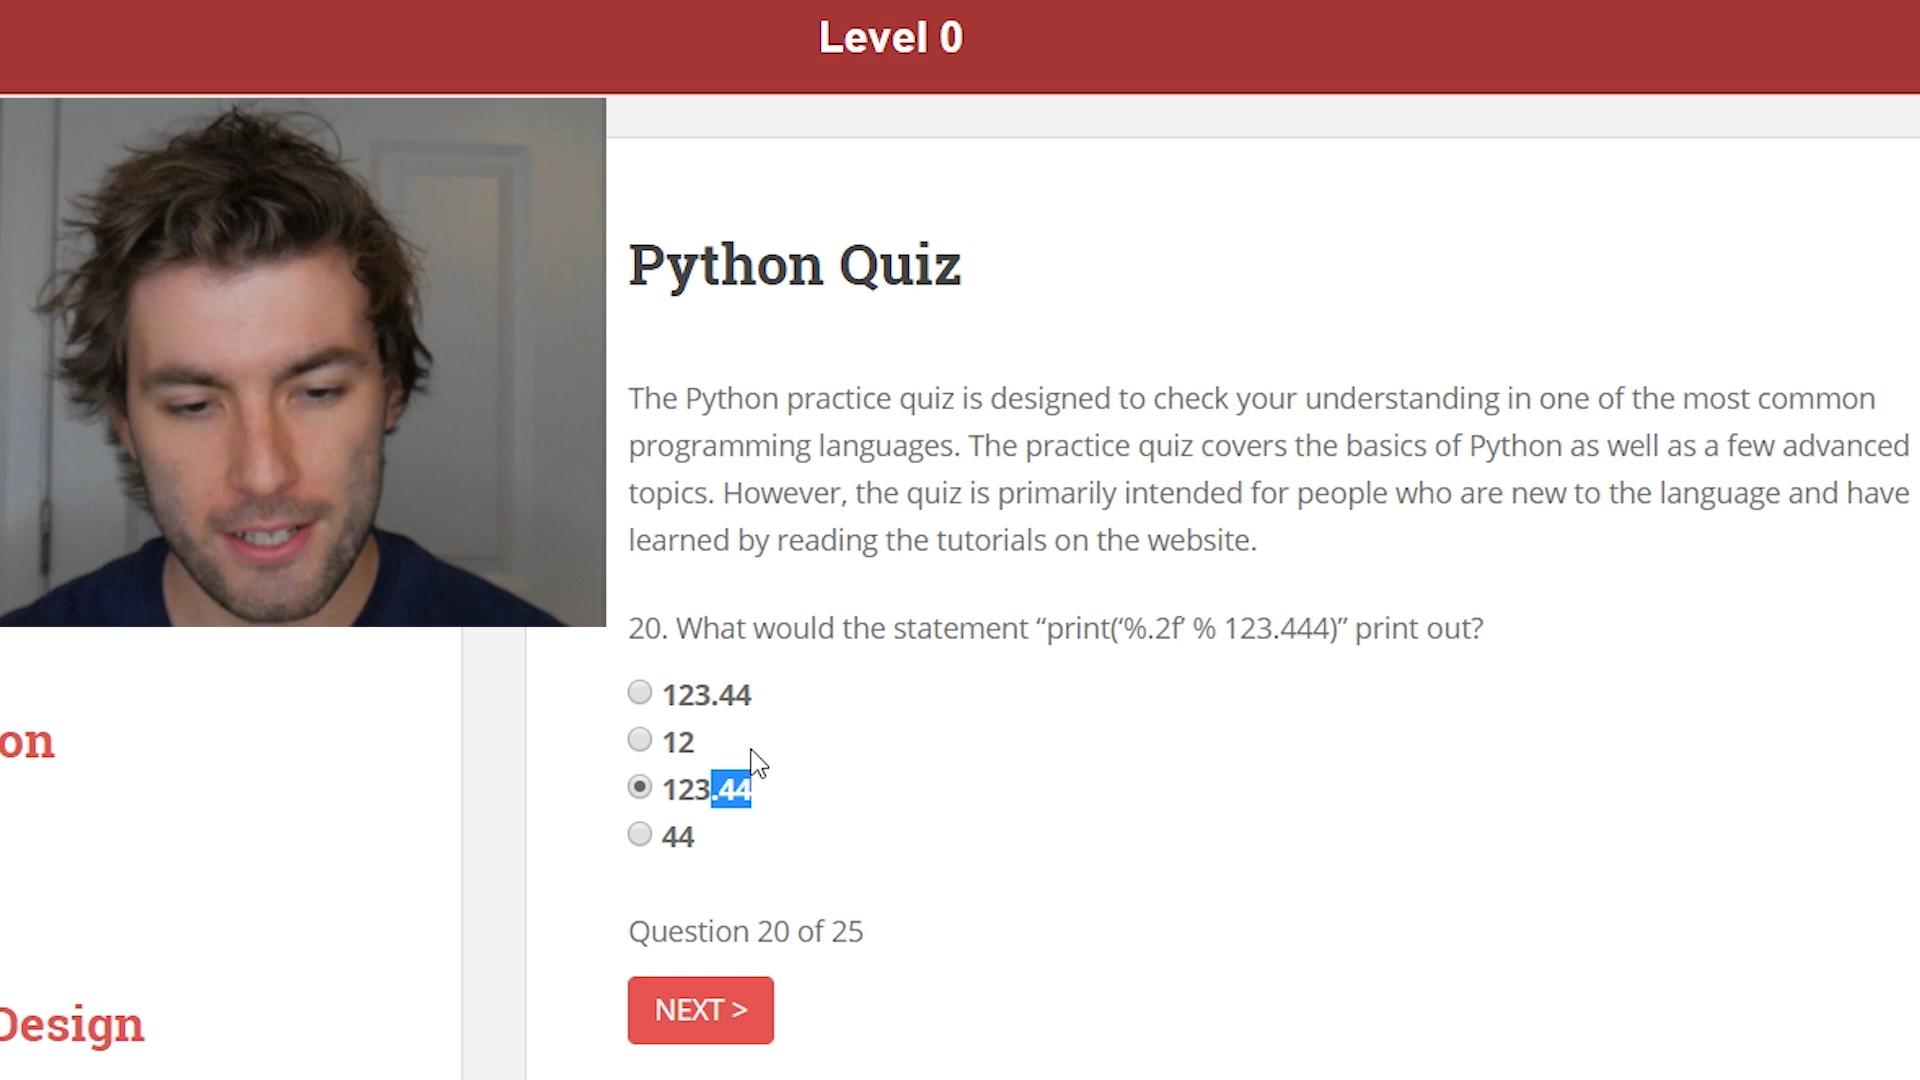 Level 0
Python Quiz
The Python practice quiz is designed to check your understanding in one of the most common
programming languages. The practice quiz covers the basics of Python as well as a few advanced
topics. However, the quiz is primarily intended for people who are new to the language and have
learned by reading the tutorials on the website.
20. What would the statement “print(‘%.2f’ % 123.444)” print out?
123.44
12
123.44
44
Question 20 of 25
NEXT >
on
Design